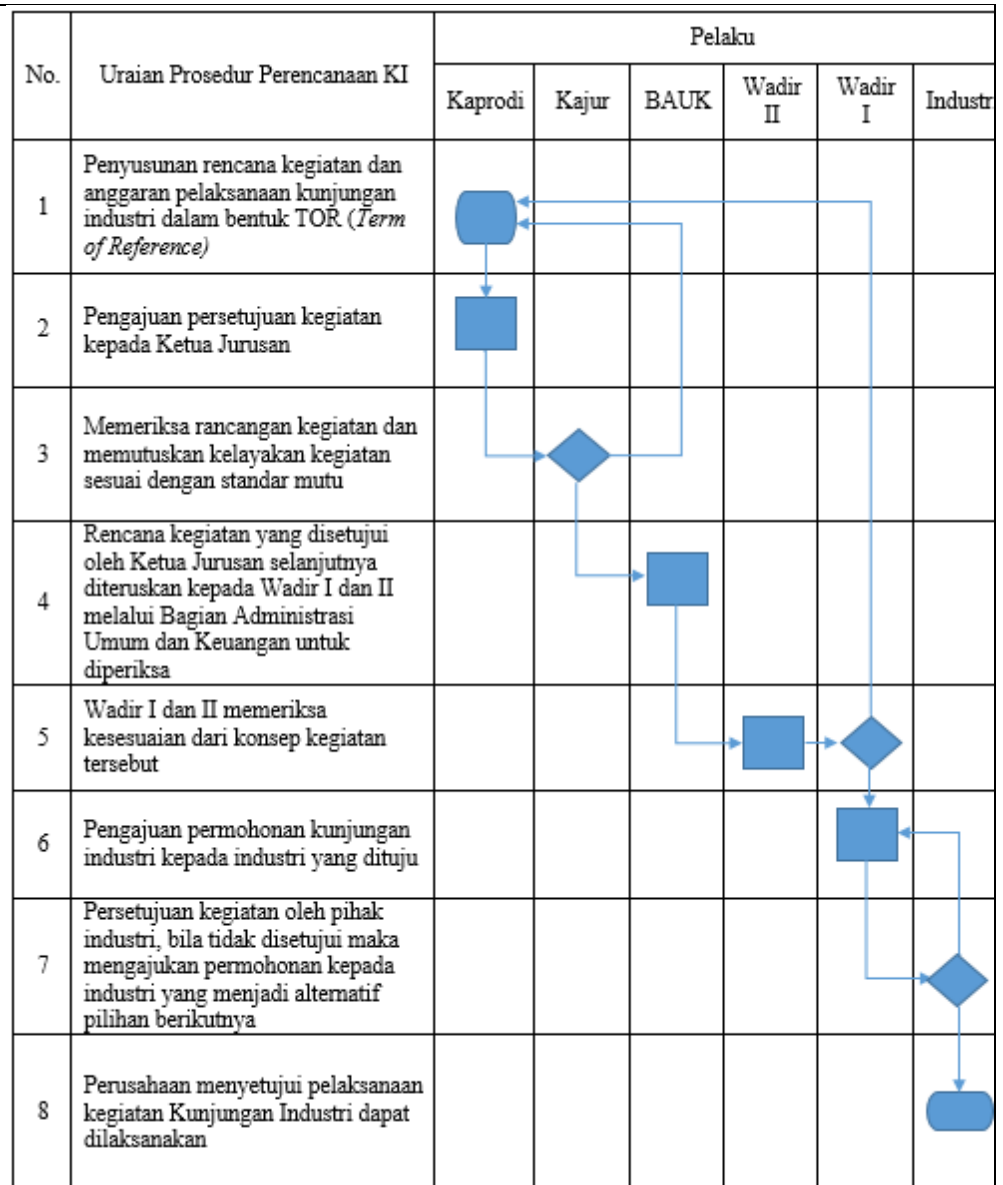 No.
Uraian Prosedur Perencanaan KI
Pelaku
Kaprodi
Kajur
BAUK
Wadir
II
Wadir
I
Industr
1
Penyusunan rencana kegiatan dan
anggaran pelaksanaan kunjungan
industri dalam bentuk TOR (Term
of Reference)
2
Pengajuan persetujuan kegiatan
kepada Ketua Jurusan
3
Memeriksa rancangan kegiatan dan
memutuskan kelayakan kegiatan
sesuai dengan standar mutu
4
Rencana kegiatan yang disetujui
oleh Ketua Jurusan selanjutnya
diteruskan kepada Wadir I dan II
melalui Bagian Administrasi
Umum dan Keuangan untuk
diperiksa
5
Wadir I dan II memeriksa
kesesuaian dari konsep kegiatan
tersebut
6
Pengajuan permohonan kunjungan
industri kepada industri yang dituju
7
Persetujuan kegiatan oleh pihak
industri, bila tidak disetujui maka
mengajukan permohonan kepada
industri yang menjadi alternatif
pilihan berikutnya
8
Perusahaan menyetujui pelaksanaan
kegiatan Kunjungan Industri dapat
dilaksanakan